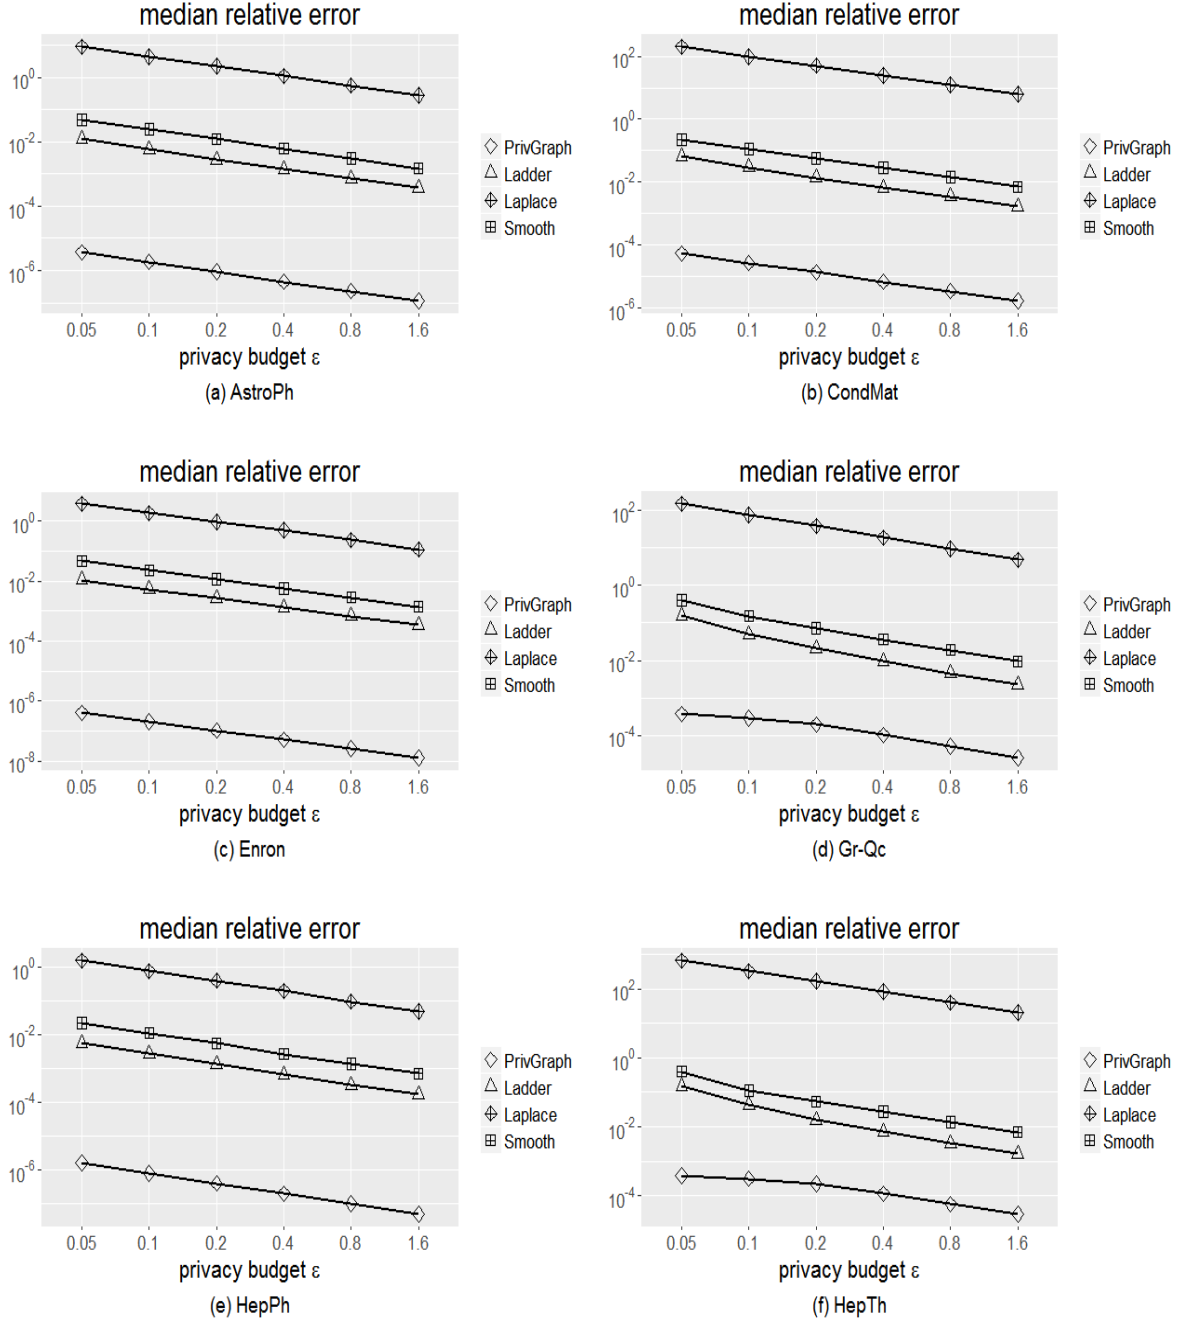 median relative error
10^0
10^-2
10^-4
10^-6
0.05 0.1 0.2 0.4 0.8 1.6
privacy budget ε
(a) AstroPh
PrivGraph
Ladder
Laplace
Smooth
median relative error
10^2
10^0
10^-2
10^-4
10^-6
0.05 0.1 0.2 0.4 0.8 1.6
privacy budget ε
(b) CondMat
PrivGraph
Ladder
Laplace
Smooth
median relative error
10^0
10^-2
10^-4
10^-6
10^-8
0.05 0.1 0.2 0.4 0.8 1.6
privacy budget ε
(c) Enron
PrivGraph
Ladder
Laplace
Smooth
median relative error
10^2
10^0
10^-2
10^-4
0.05 0.1 0.2 0.4 0.8 1.6
privacy budget ε
(d) Gr-Qc
PrivGraph
Ladder
Laplace
Smooth
median relative error
10^0
10^-2
10^-4
10^-6
0.05 0.1 0.2 0.4 0.8 1.6
privacy budget ε
(e) HepPh
PrivGraph
Ladder
Laplace
Smooth
median relative error
10^2
10^0
10^-2
10^-4
0.05 0.1 0.2 0.4 0.8 1.6
privacy budget ε
(f) HepTh
PrivGraph
Ladder
Laplace
Smooth